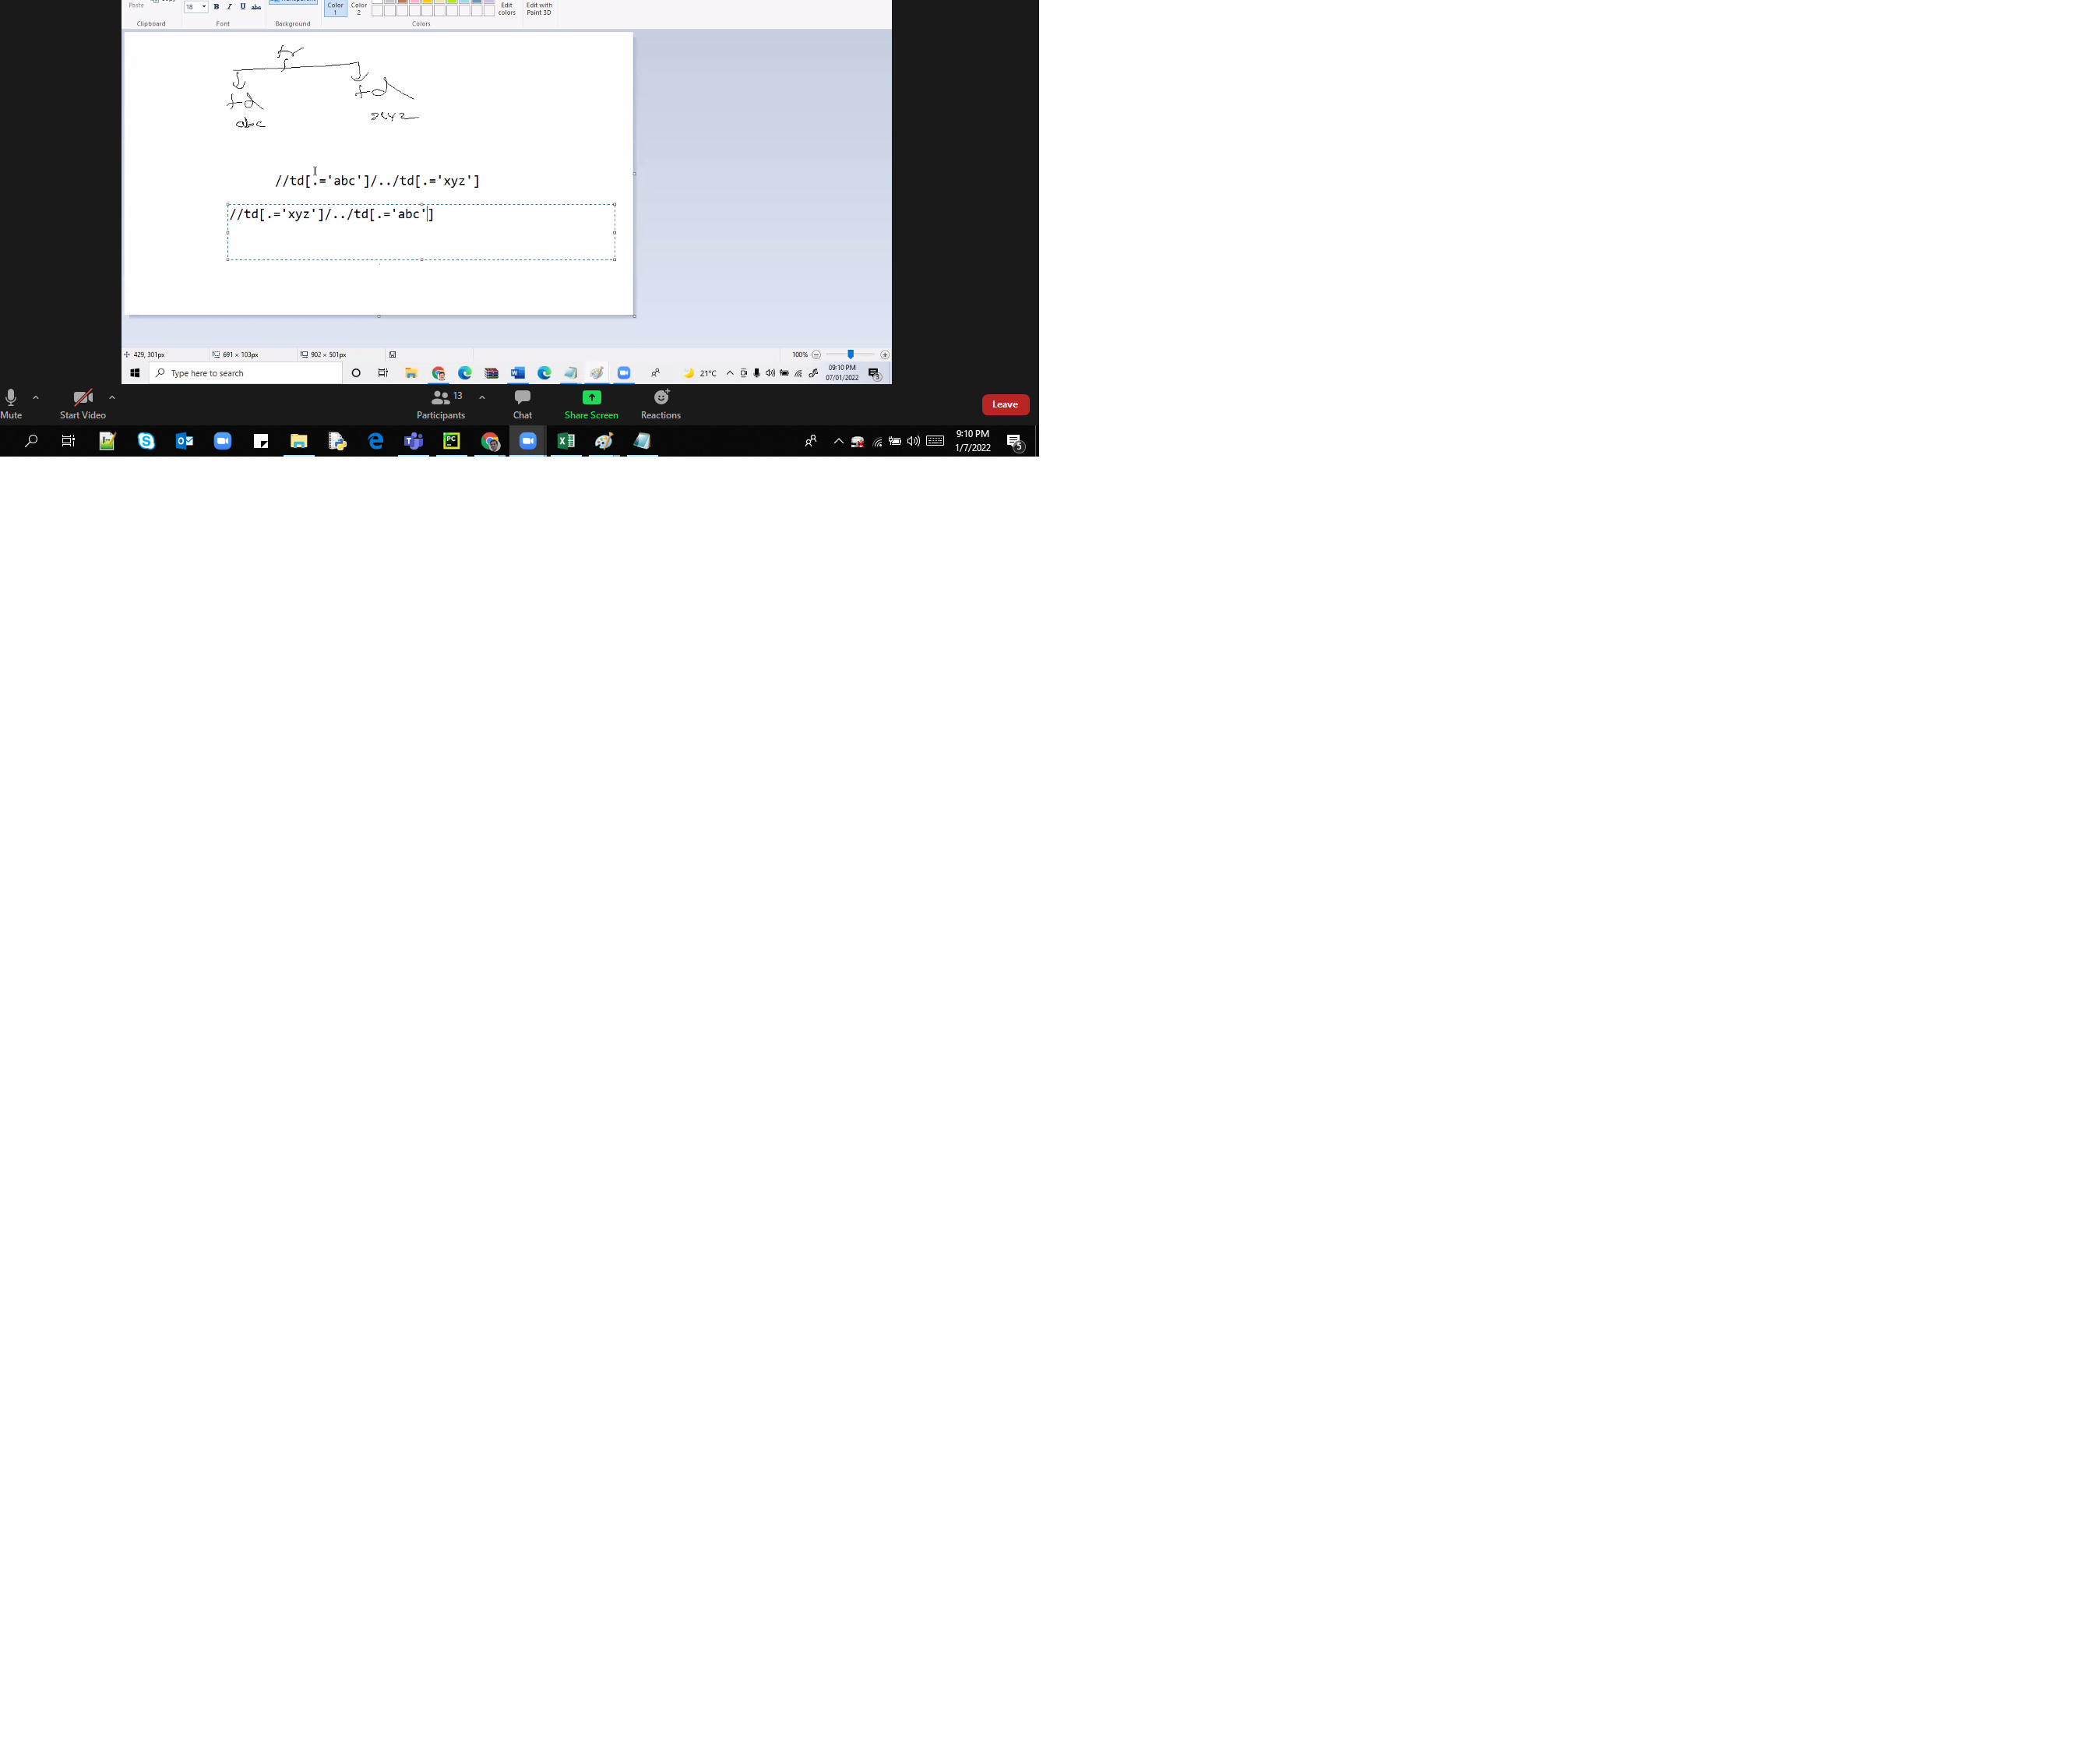 Paste
18
B I U abc
Color 1
Color 2
Edit colors
Edit with Paint 3D
Clipboard
Font
Background
Colors
tr
td
td
abc
xyz
//td[.='abc']/../td[.='xyz']
//td[.='xyz']/../td[.='abc']
429, 301px
691 × 103px
902 × 501px
100%
Type here to search
21°C
09:10 PM
07/01/2022
3
Mute
Start Video
13
Participants
Chat
Share Screen
Reactions
Leave
9:10 PM
1/7/2022
5